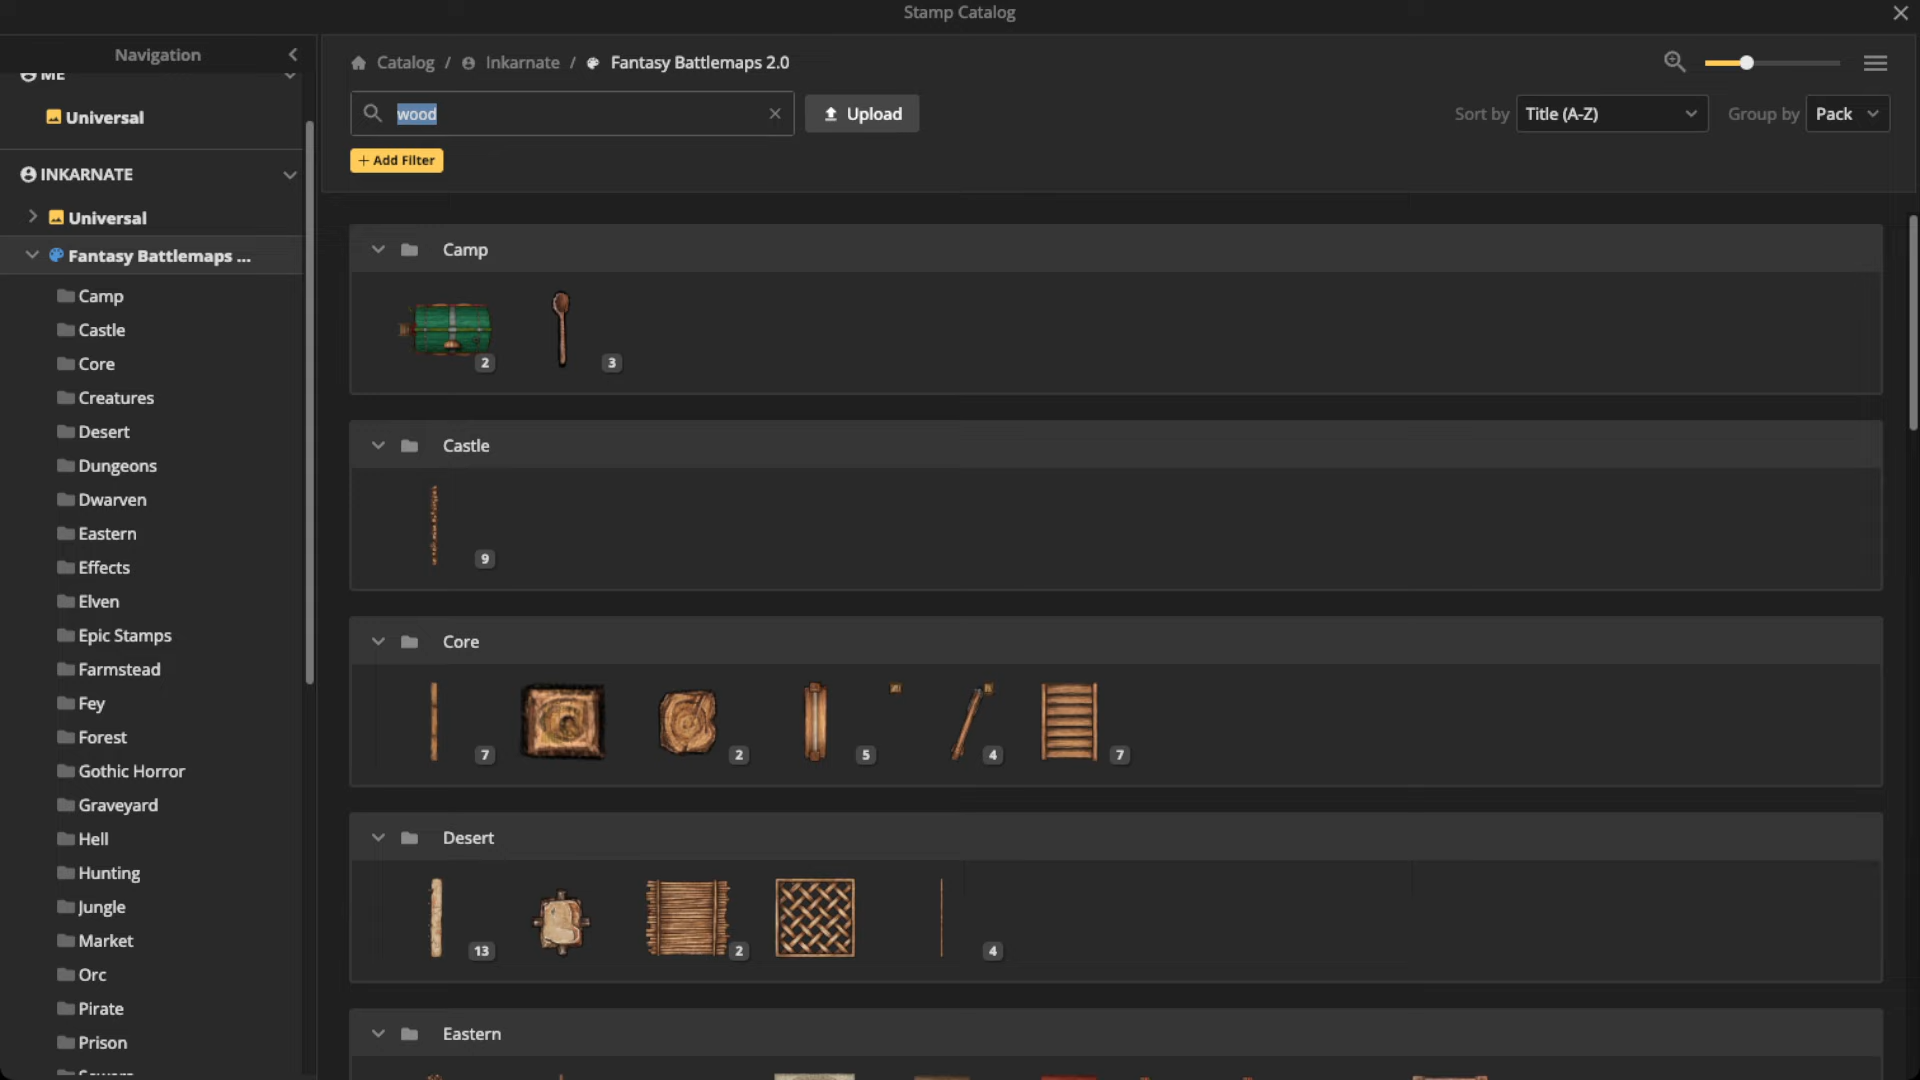 Stamp Catalog
Navigation
ME
Universal
INKARNATE
Universal
Fantasy Battlemaps ...
Camp
Castle
Core
Creatures
Desert
Dungeons
Dwarven
Eastern
Effects
Elven
Epic Stamps
Farmstead
Fey
Forest
Gothic Horror
Graveyard
Hell
Hunting
Jungle
Market
Orc
Pirate
Prison
Catalog / Inkarnate / Fantasy Battlemaps 2.0
wood
Upload
Sort by Title (A-Z) Group by Pack
+ Add Filter
Camp
2 3
Castle
9
Core
7 2 5 4 7
Desert
13 2 4
Eastern